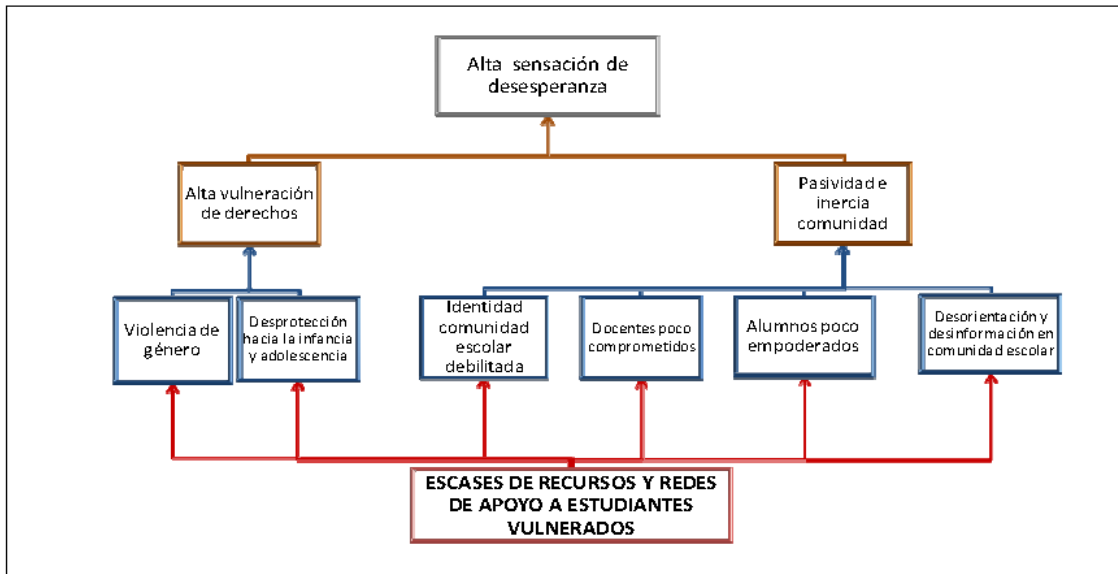 Alta sensación de
desesperanza
Alta vulneración
de derechos
Pasividad e
inercia
comunidad
Violencia de
género
Desprotección
hacia la infancia
y adolescencia
Identidad
comunidad
escolar
debilitada
Docentes poco
comprometidos
Alumnos poco
empoderados
Desorientación y
desinformación en
comunidad escolar
ESCASES DE RECURSOS Y REDES
DE APOYO A ESTUDIANTES
VULNERADOS